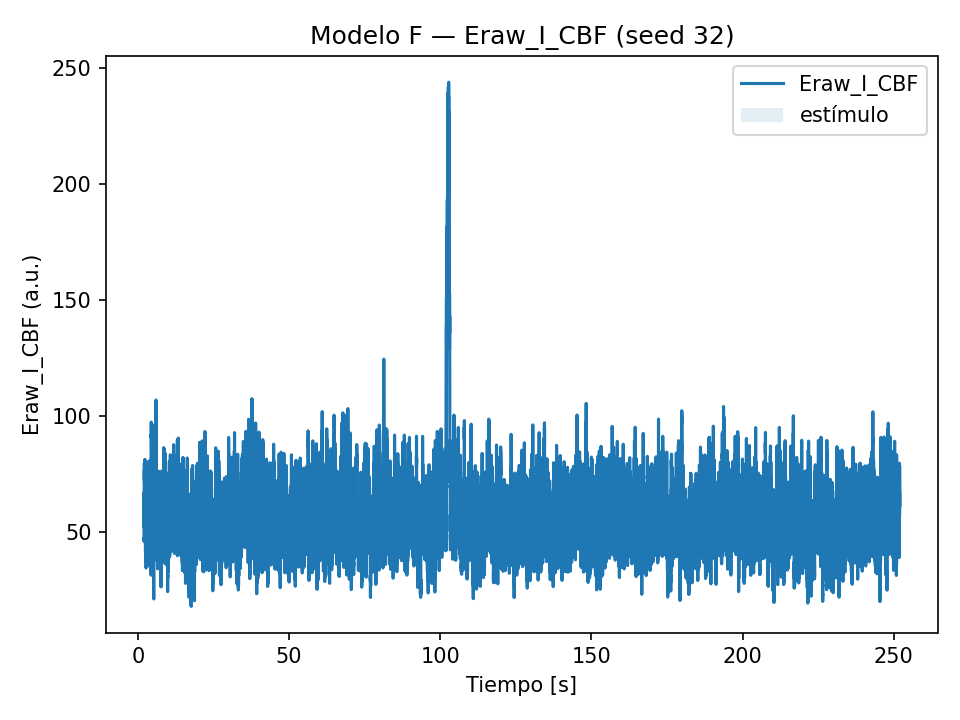 Modelo F — Eraw_I_CBF (seed 32)
Eraw_I_CBF
estímulo
250
200
150
100
50
Eraw_I_CBF (a.u.)
0 50 100 150 200 250
Tiempo [s]